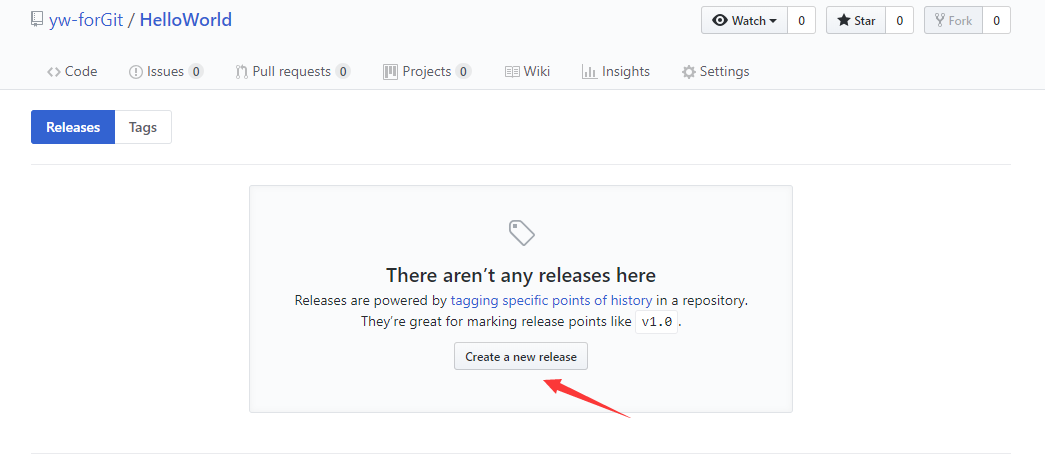 yw-forGit / HelloWorld
Watch 0 Star 0 Fork 0
Code Issues 0 Pull requests 0 Projects 0 Wiki Insights Settings
Releases Tags
There aren’t any releases here
Releases are powered by tagging specific points of history in a repository.
They’re great for marking release points like v1.0.
Create a new release